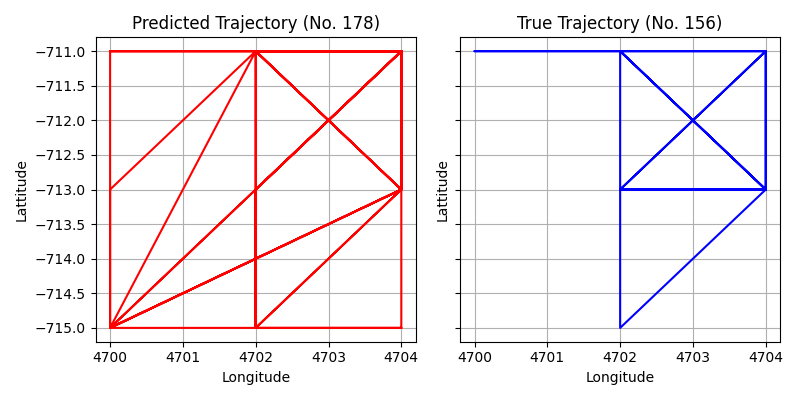 Predicted Trajectory (No. 178)
True Trajectory (No. 156)
−711.0
−711.5
−712.0
−712.5
−713.0
−713.5
−714.0
−714.5
−715.0
Lattitude
Lattitude
4700 4701 4702 4703 4704
4700 4701 4702 4703 4704
Longitude
Longitude